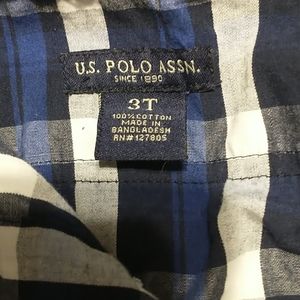 U.S. POLO ASSN.
SINCE 1890
3T
100% COTTON
MADE IN
BANGLADESH
RN# 127805